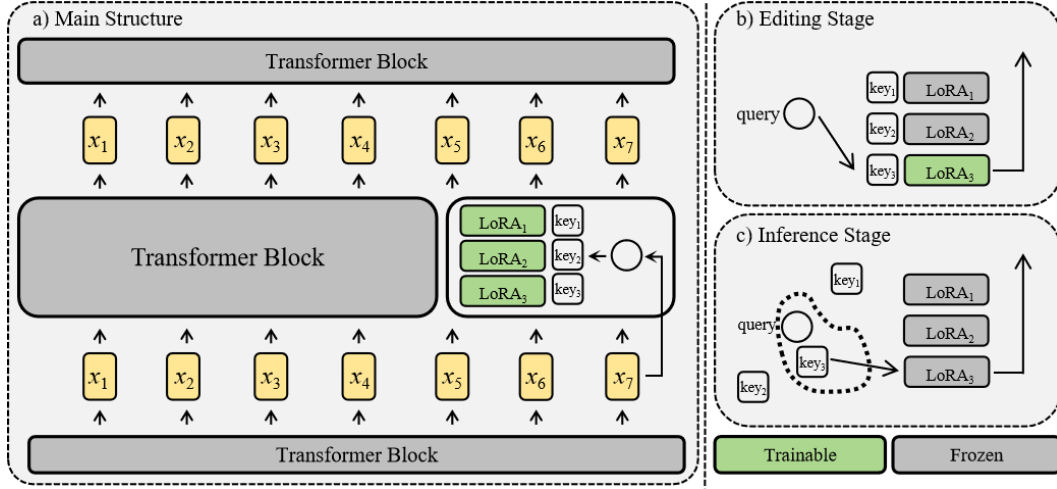 a) Main Structure
Transformer Block
x1 x2 x3 x4 x5 x6 x7
Transformer Block
LoRA1 key1
LoRA2 key2
LoRA3 key3
x1 x2 x3 x4 x5 x6 x7
Transformer Block
b) Editing Stage
query
key1 LoRA1
key2 LoRA2
key3 LoRA3
c) Inference Stage
key1
LoRA1
query
LoRA2
key3
LoRA3
key2
Trainable
Frozen